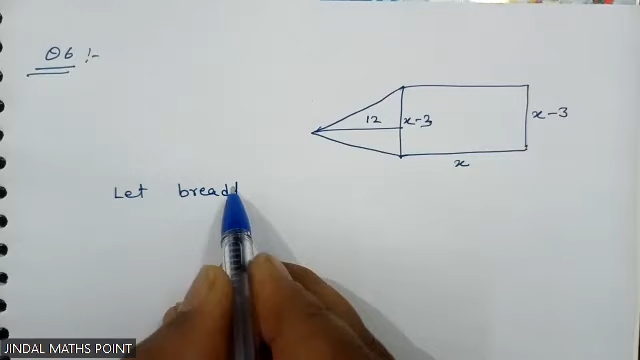 Q6 :-
12
x-3
x-3
x
Let bread
JINDAL MATHS POINT